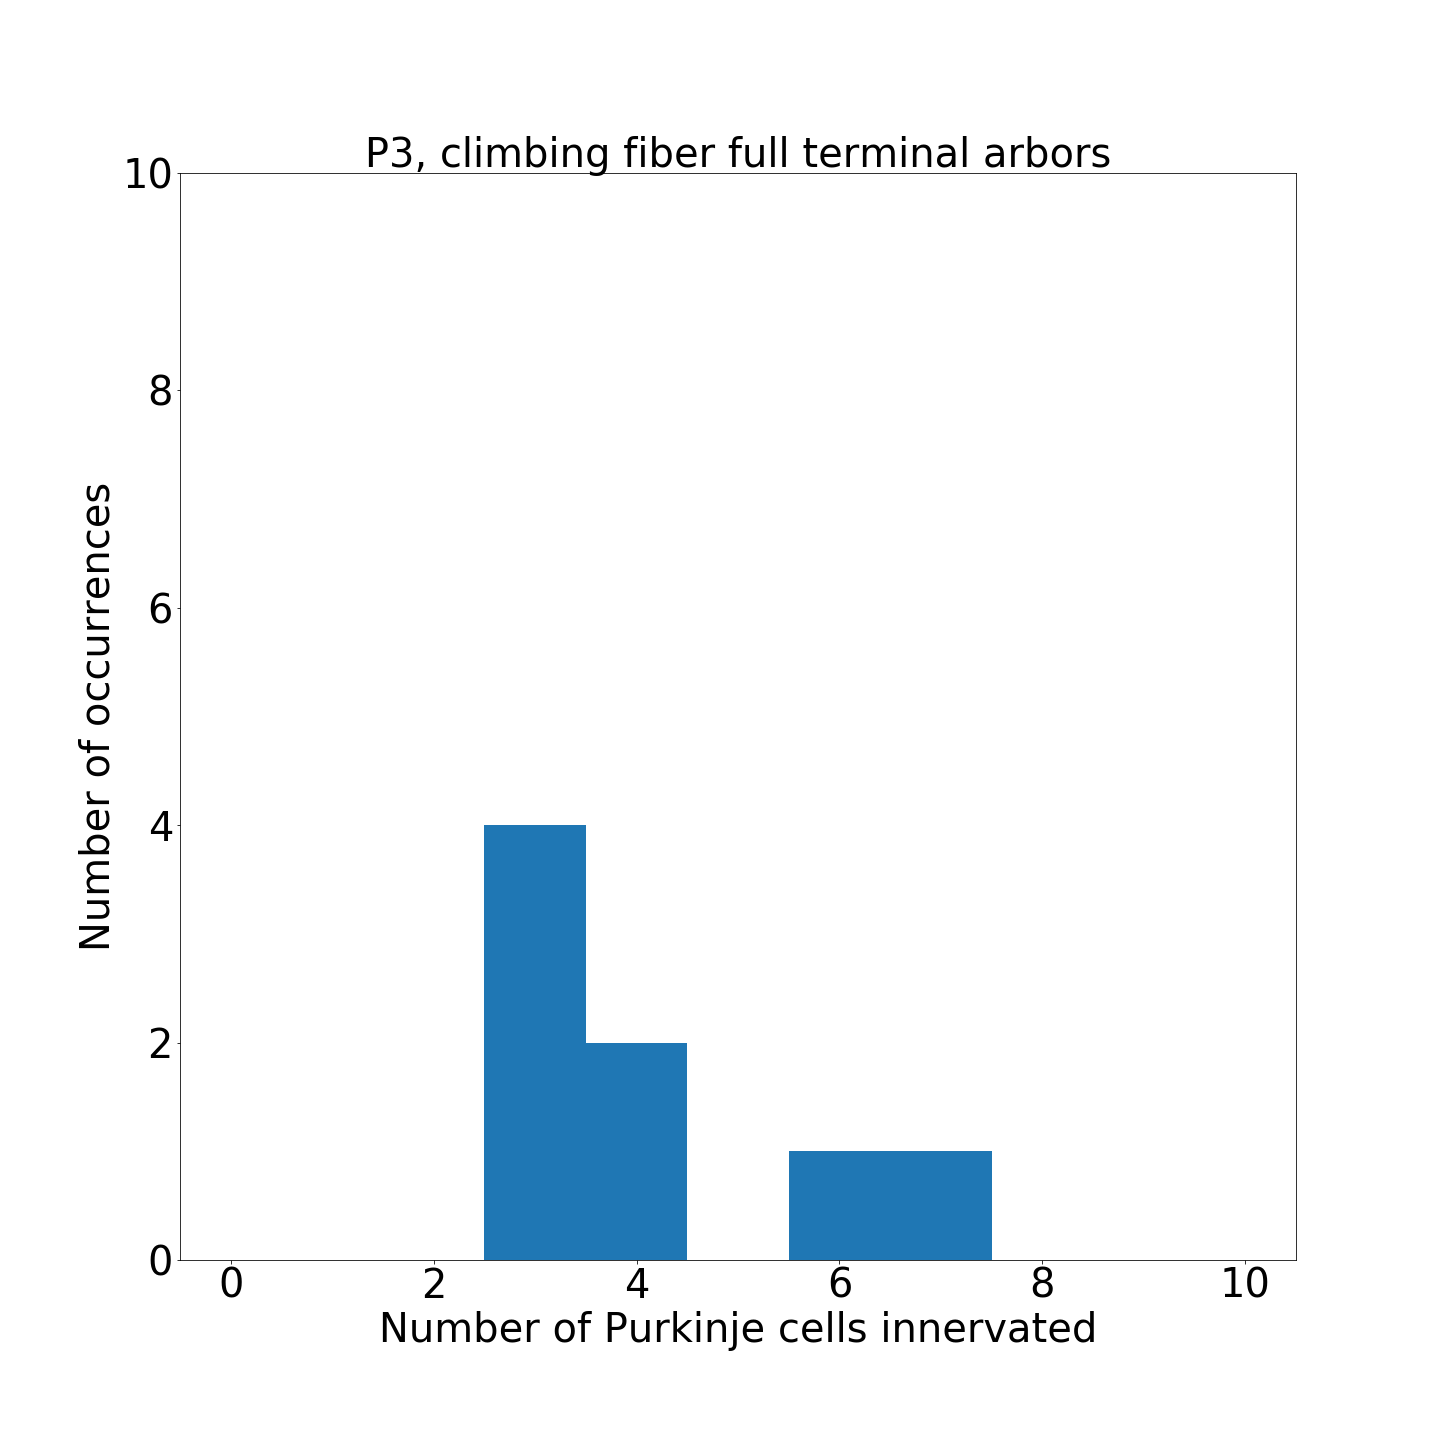 P3, climbing fiber full terminal arbors
10
8
6
4
2
0
Number of occurrences
0 2 4 6 8 10
Number of Purkinje cells innervated